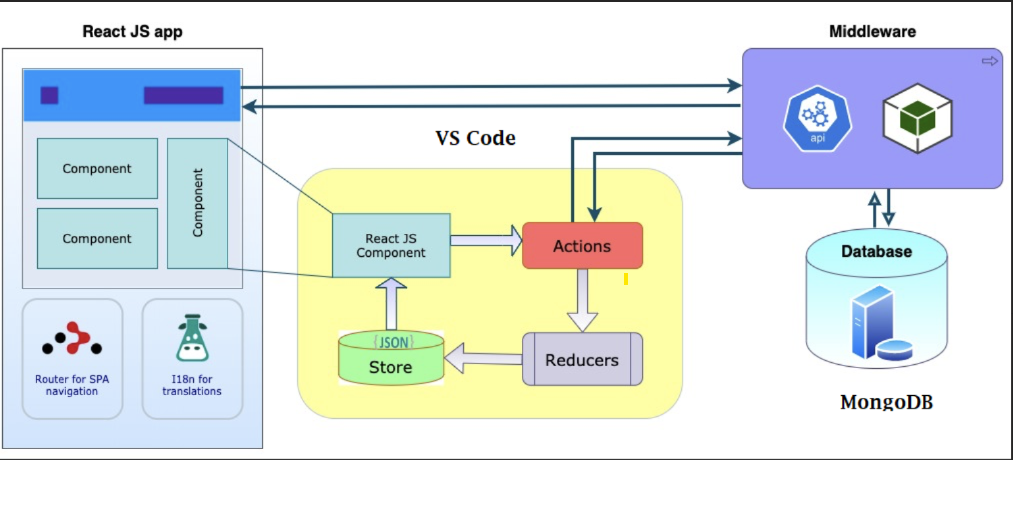 React JS app
Middleware
api
VS Code
Component
Component
Component
React JS
Component
Actions
Database
{JSON}
Store
Reducers
Router for SPA
navigation
I18n for
translations
MongoDB